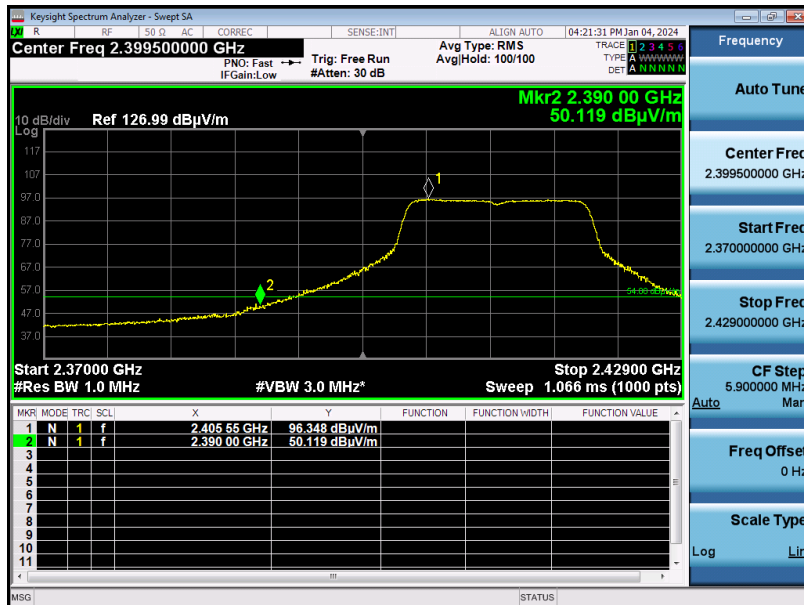 Keysight Spectrum Analyzer - Swept SA
LXI R RF 50 Ω AC CORREC SENSE:INT ALIGN AUTO 04:21:31 PM Jan 04, 2024
Center Freq 2.399500000 GHz
PNO: Fast
IFGain:Low
Trig: Free Run
#Atten: 30 dB
Avg Type: RMS
Avg|Hold: 100/100
TRACE 1 2 3 4 5 6
TYPE A WWWWW
DET A N N N N N
Mkr2 2.390 00 GHz
50.119 dBµV/m
10 dB/div Ref 126.99 dBµV/m
Log
117
107
97.0
87.0
77.0
67.0
57.0
47.0
37.0
1
2
Start 2.37000 GHz Stop 2.42900 GHz
#Res BW 1.0 MHz #VBW 3.0 MHz* Sweep 1.066 ms (1000 pts)
MKR MODE TRC SCL X Y FUNCTION FUNCTION WIDTH FUNCTION VALUE
1 N 1 f 2.405 55 GHz 96.348 dBµV/m
2 N 1 f 2.390 00 GHz 50.119 dBµV/m
3
4
5
6
7
8
9
10
11
MSG STATUS
Frequency
Auto Tune
Center Freq
2.399500000 GHz
Start Freq
2.370000000 GHz
Stop Freq
2.429000000 GHz
CF Step
5.900000 MHz
Auto Man
Freq Offset
0 Hz
Scale Type
Log Lin